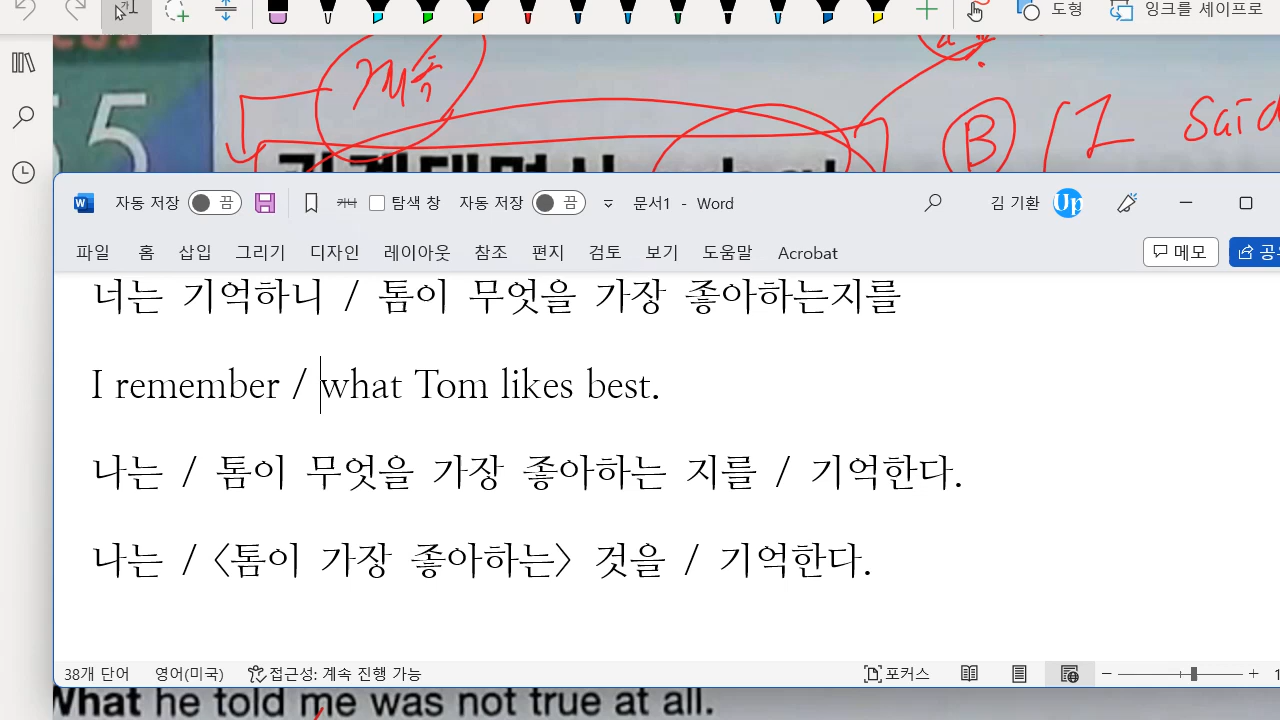 도형
잉크를 셰이프로
55
계속
B
I said
자동 저장 끔 가나 탐색 창 자동 저장 끔 문서1 - Word 김 기환 Up
파일 홈 삽입 그리기 디자인 레이아웃 참조 편지 검토 보기 도움말 Acrobat 메모
너는 기억하니 / 톰이 무엇을 가장 좋아하는지를
I remember / what Tom likes best.
나는 / 톰이 무엇을 가장 좋아하는 지를 / 기억한다.
나는 / <톰이 가장 좋아하는> 것을 / 기억한다.
38개 단어 영어(미국) 접근성: 계속 진행 가능 포커스
What he told me was not true at all.